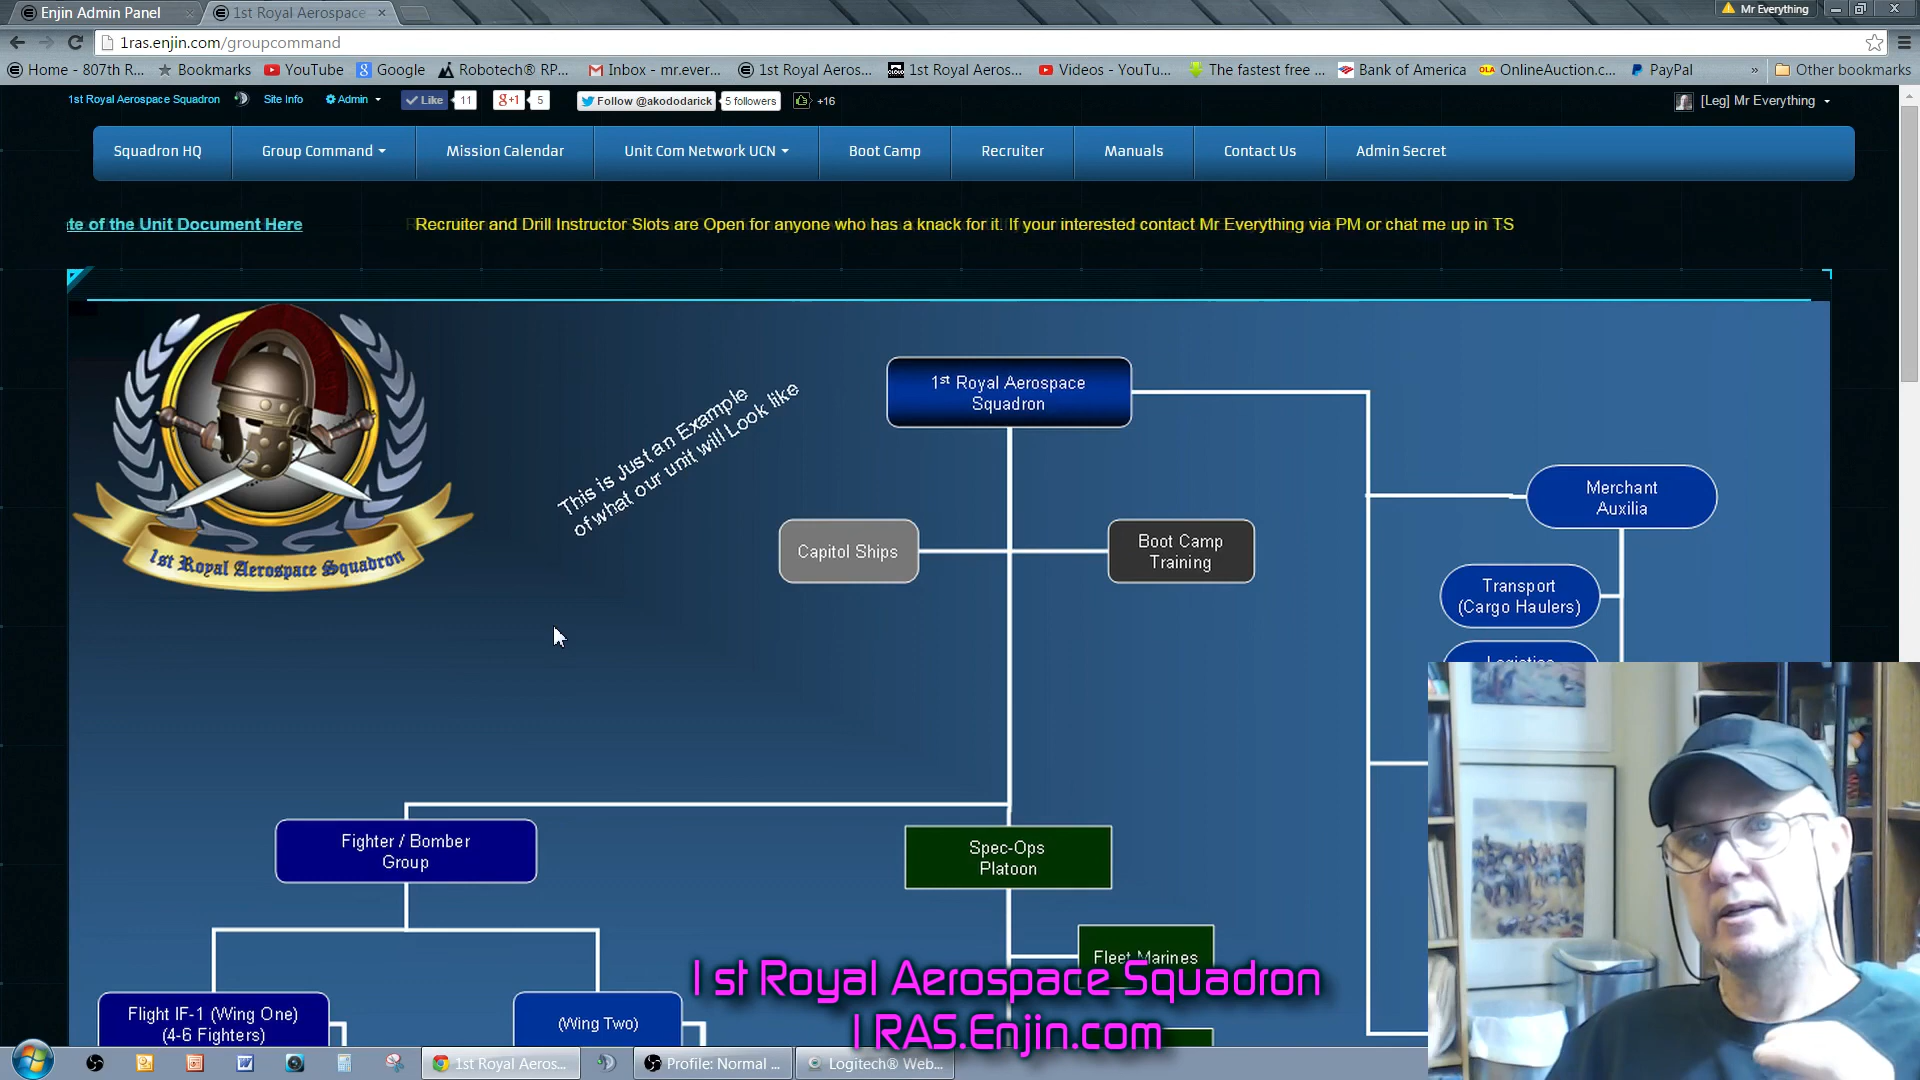 Enjin Admin Panel
1st Royal Aerospace
Mr Everything
1ras.enjin.com/groupcommand
Home - 807th R...
Bookmarks
YouTube
Google
Robotech® RP...
Inbox - mr.ever...
1st Royal Aeros...
1st Royal Aeros...
Videos - YouTu...
The fastest free ...
Bank of America
OnlineAuction.c...
PayPal
»
Other bookmarks
1st Royal Aerospace Squadron
Site Info
Admin
Like
11
g+1
5
Follow @akododarick
5 followers
+16
[Leg] Mr Everything
Squadron HQ
Group Command
Mission Calendar
Unit Com Network UCN
Boot Camp
Recruiter
Manuals
Contact Us
Admin Secret
te of the Unit Document Here
Recruiter and Drill Instructor Slots are Open for anyone who has a knack for it. If your interested contact Mr Everything via PM or chat me up in TS
1st Royal Aerospace Squadron
This is Just an Example
of what our unit will Look like
1st Royal Aerospace
Squadron
Merchant
Auxilia
Capitol Ships
Boot Camp
Training
Transport
(Cargo Haulers)
Logistics
Fighter / Bomber
Group
Spec-Ops
Platoon
Fleet Marines
Flight IF-1 (Wing One)
(4-6 Fighters)
(Wing Two)
1st Royal Aerospace Squadron
1RAS.Enjin.com
1st Royal Aeros...
Profile: Normal ...
Logitech® Web...